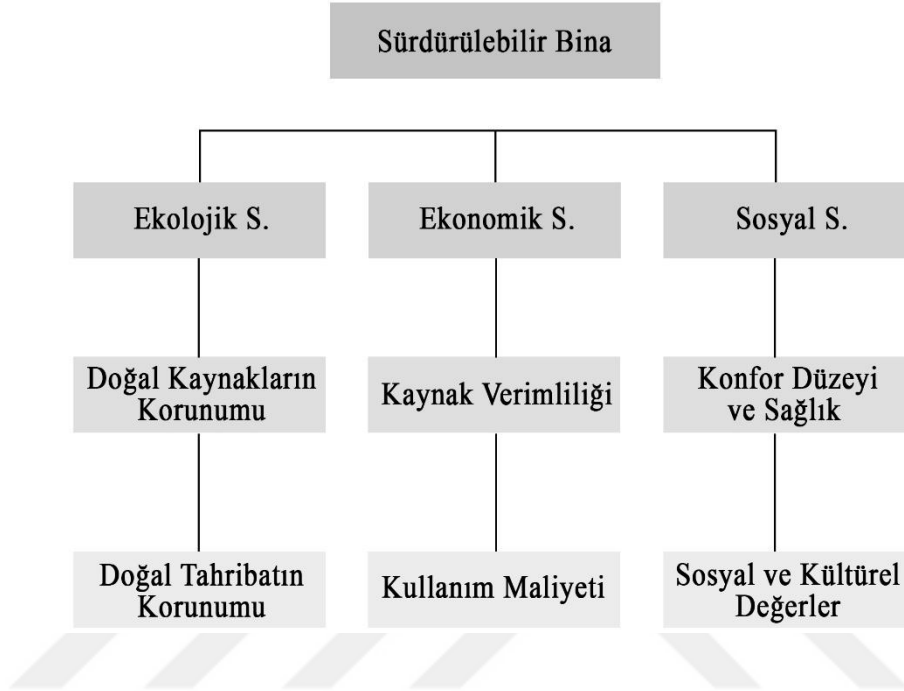 Sürdürülebilir Bina
Ekolojik S.
Ekonomik S.
Sosyal S.
Doğal Kaynakların
Korunumu
Kaynak Verimliliği
Konfor Düzeyi
ve Sağlık
Doğal Tahribatın
Korunumu
Kullanım Maliyeti
Sosyal ve Kültürel
Değerler